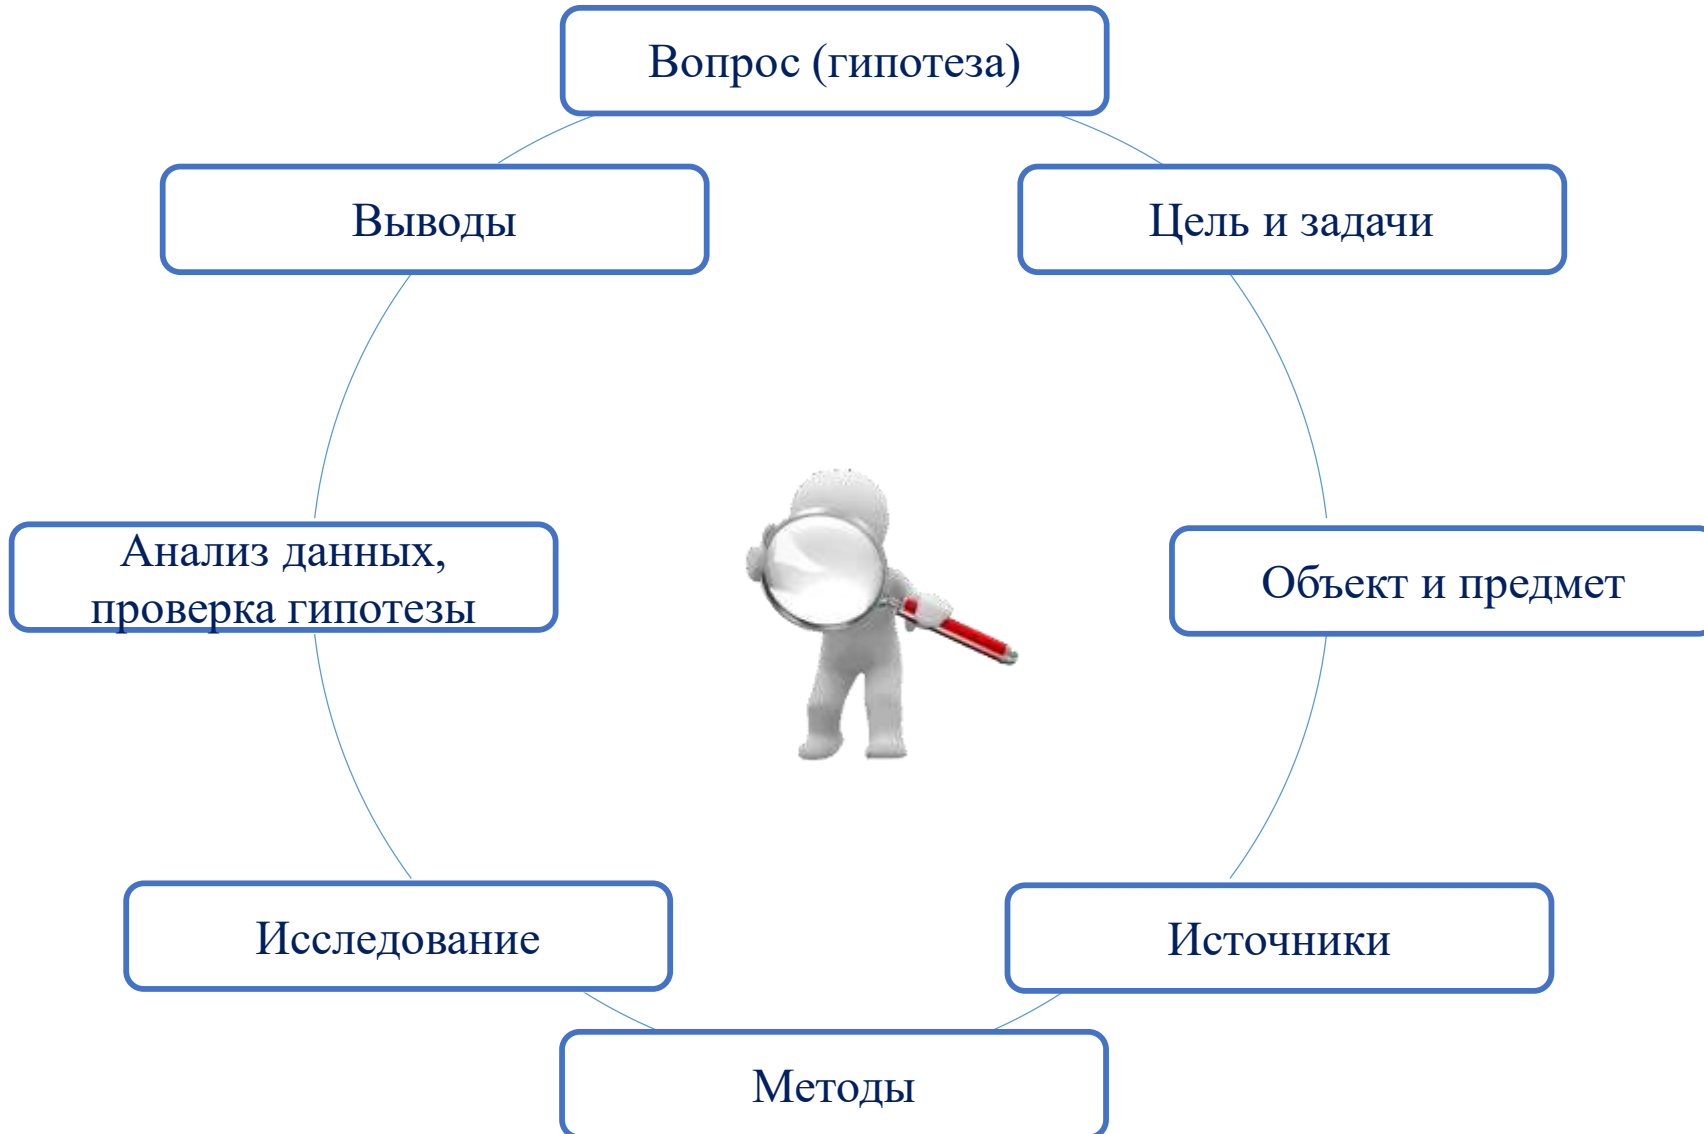 Вопрос (гипотеза)
Выводы
Цель и задачи
Анализ данных,
проверка гипотезы
Объект и предмет
Исследование
Источники
Методы